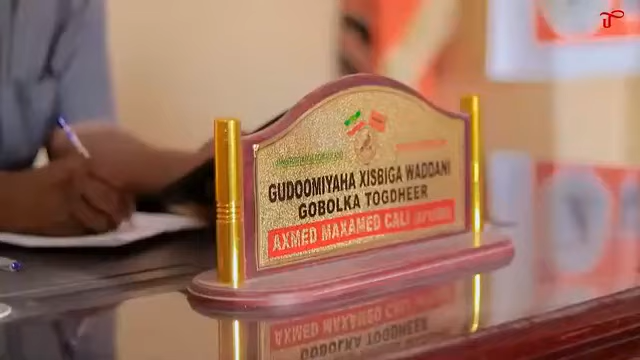 GUDOOMIYAHA XISBIGA WADDANI
GOBOLKA TOGDHEER
AXMED MAXAMED CALI